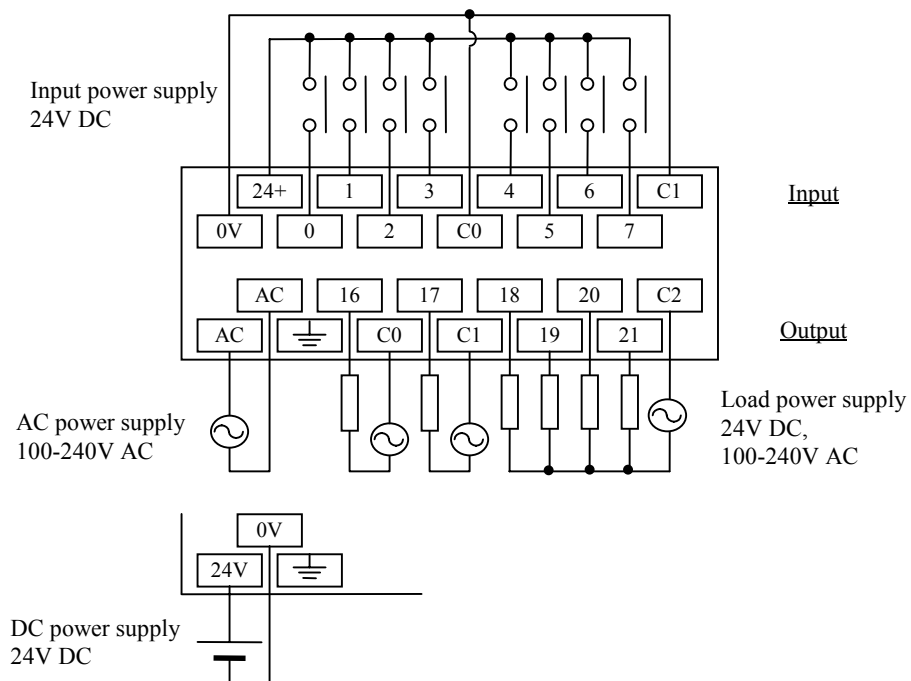 Input power supply
24V DC
24+ 1 3 4 6 C1
Input
0V 0 2 C0 5 7
AC 16 17 18 20 C2
AC C0 C1 19 21
Output
AC power supply
100-240V AC
Load power supply
24V DC,
100-240V AC
0V
24V
DC power supply
24V DC